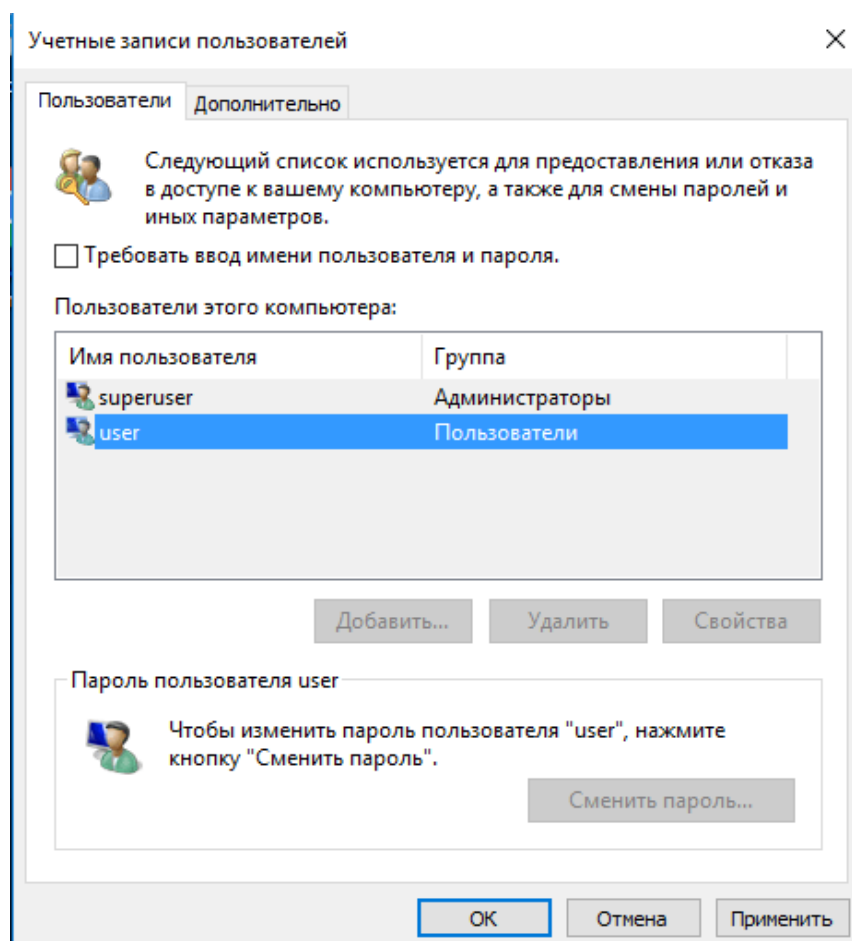 Учетные записи пользователей
Пользователи Дополнительно
Следующий список используется для предоставления или отказа
в доступе к вашему компьютеру, а также для смены паролей и
иных параметров.
Требовать ввод имени пользователя и пароля.
Пользователи этого компьютера:
Имя пользователя Группа
superuser Администраторы
user Пользователи
Добавить... Удалить Свойства
Пароль пользователя user
Чтобы изменить пароль пользователя "user", нажмите
кнопку "Сменить пароль".
Сменить пароль...
ОК Отмена Применить